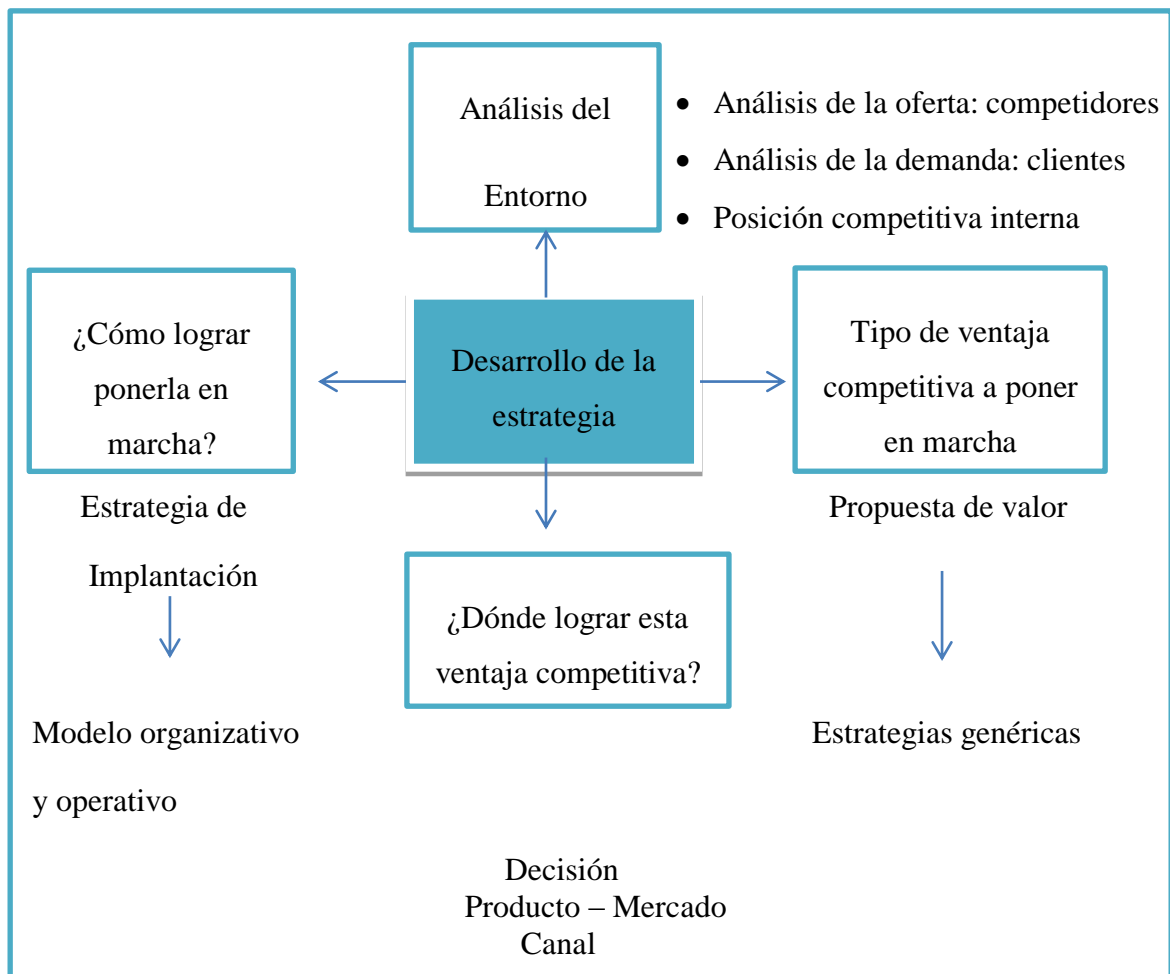 Análisis del
Entorno
• Análisis de la oferta: competidores
• Análisis de la demanda: clientes
• Posición competitiva interna
¿Cómo lograr
ponerla en
marcha?
Desarrollo de la
estrategia
Tipo de ventaja
competitiva a poner
en marcha
Estrategia de
Implantación
Propuesta de valor
¿Dónde lograr esta
ventaja competitiva?
Modelo organizativo
y operativo
Estrategias genéricas
Decisión
Producto – Mercado
Canal